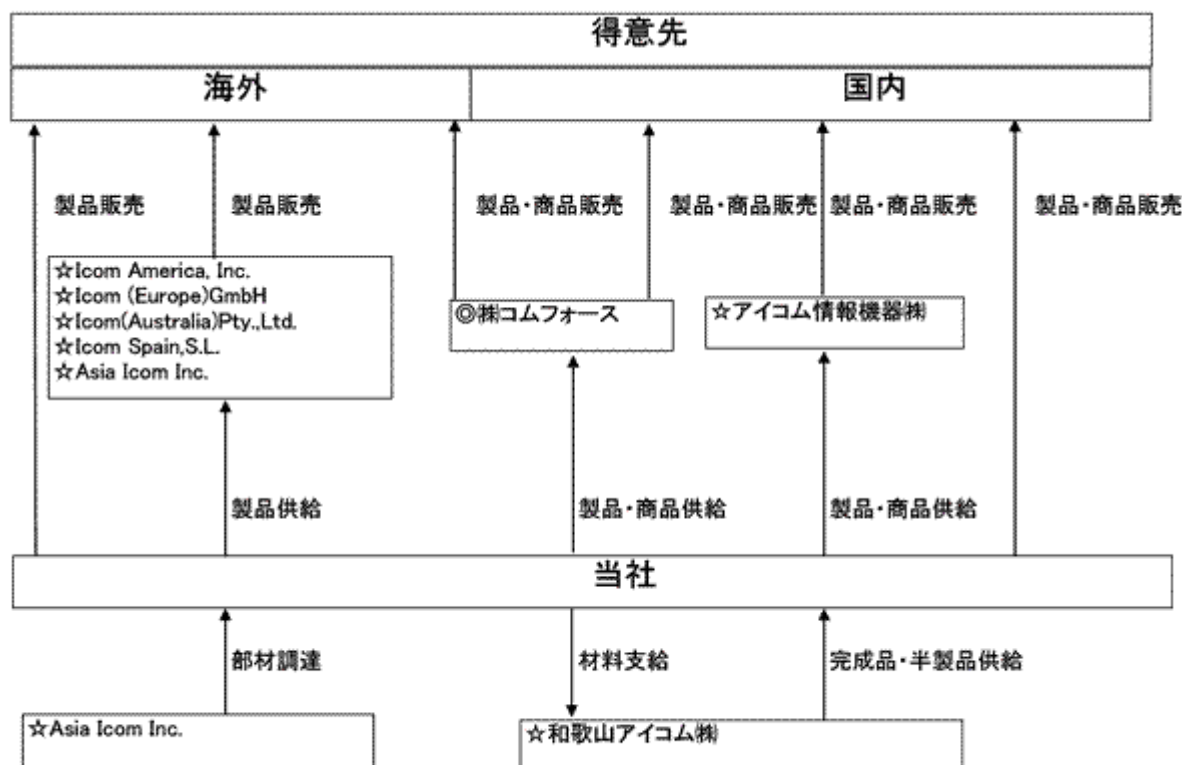 得意先
海外
国内
製品販売
製品販売
製品・商品販売
製品・商品販売
製品・商品販売
製品・商品販売
☆Icom America, Inc.
☆Icom (Europe)GmbH
☆Icom(Australia)Pty.,Ltd.
☆Icom Spain,S.L.
☆Asia Icom Inc.
◎㈱コムフォース
☆アイコム情報機器㈱
製品供給
製品・商品供給
製品・商品供給
当社
部材調達
材料支給
完成品・半製品供給
☆Asia Icom Inc.
☆和歌山アイコム㈱